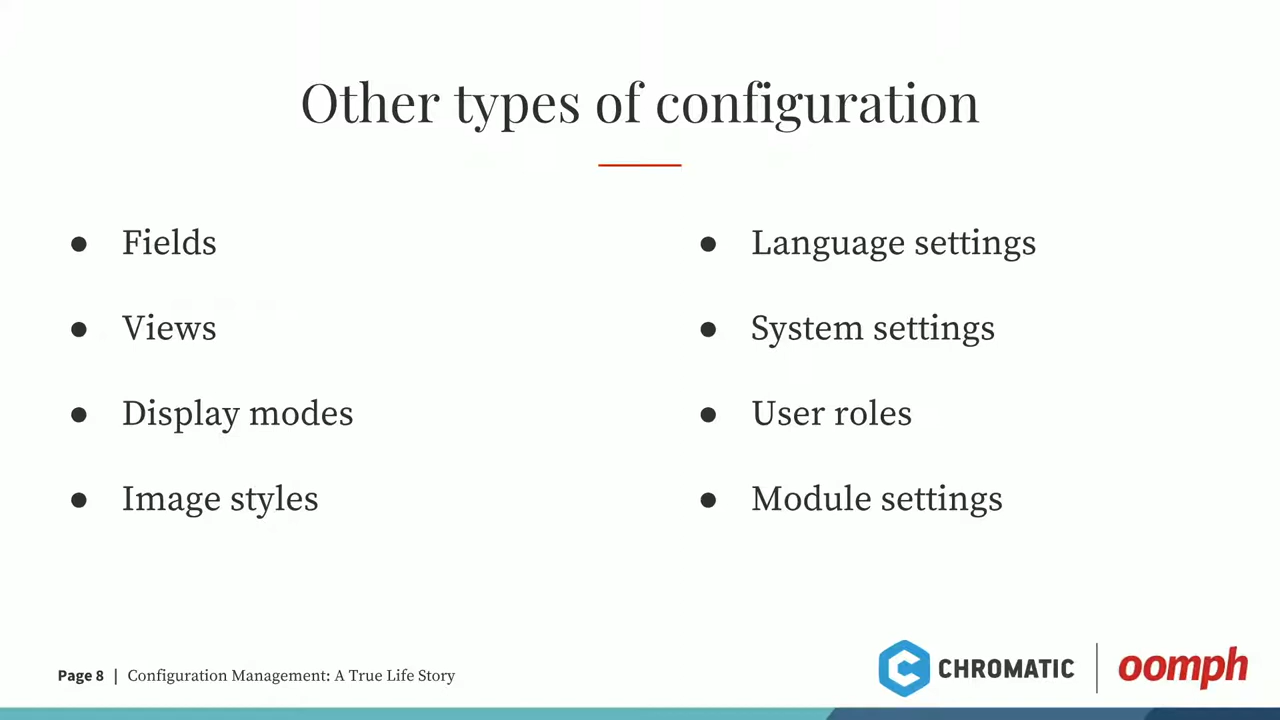 Other types of configuration
● Fields
● Views
● Display modes
● Image styles
● Language settings
● System settings
● User roles
● Module settings
Page 8 | Configuration Management: A True Life Story
CHROMATIC | oomph